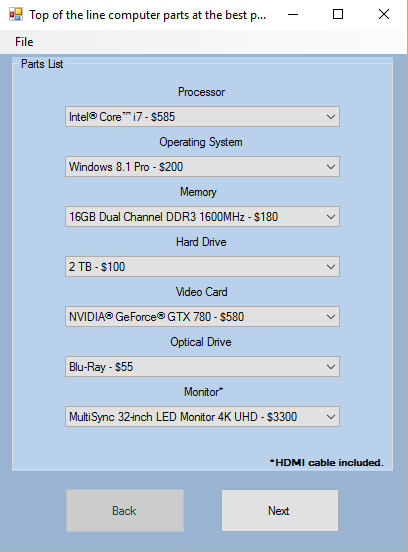 Top of the line computer parts at the best p...
File
Parts List
Processor
Intel® Core™ i7 - $585
Operating System
Windows 8.1 Pro - $200
Memory
16GB Dual Channel DDR3 1600MHz - $180
Hard Drive
2 TB - $100
Video Card
NVIDIA® GeForce® GTX 780 - $580
Optical Drive
Blu-Ray - $55
Monitor*
MultiSync 32-inch LED Monitor 4K UHD - $3300
*HDMI cable included.
Back
Next